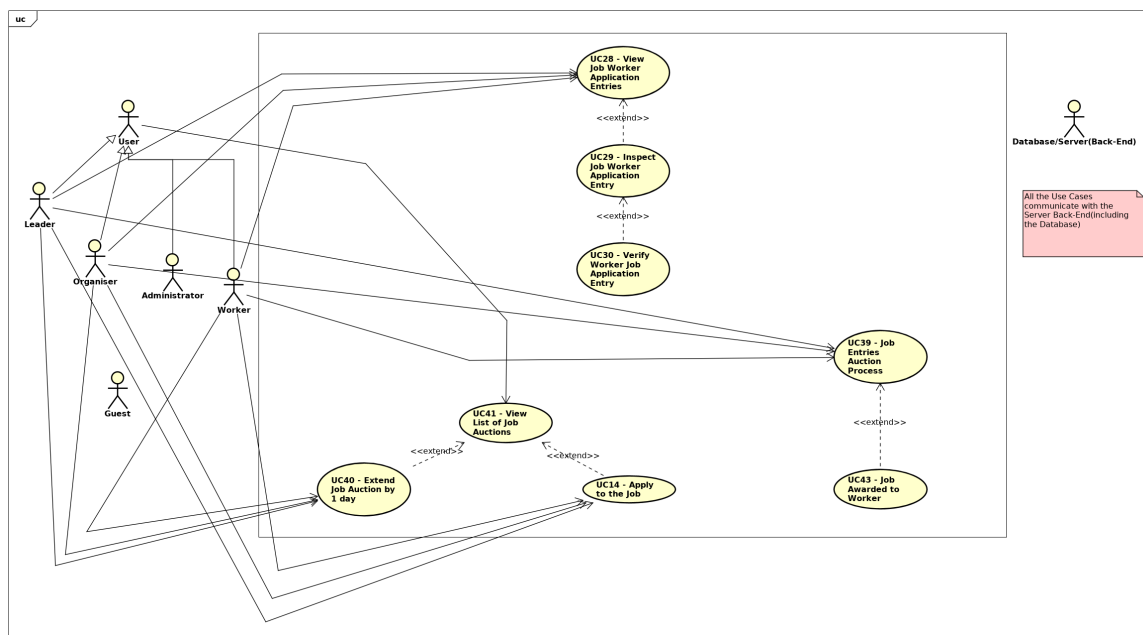 uc
UC28 - View
Job Worker
Application
Entries
<<extend>>
User
Database/Server(Back-End)
UC29 - Inspect
Job Worker
Application
Entry
All the Use Cases
communicate with the
Server Back-End(including
the Database)
Leader
<<extend>>
UC30 - Verify
Worker Job
Application
Entry
Organiser
Administrator
Worker
UC39 - Job
Entries
Auction
Process
Guest
UC41 - View
List of Job
Auctions
<<extend>>
<<extend>>
<<extend>>
UC40 - Extend
Job Auction by
1 day
UC14 - Apply
to the Job
UC43 - Job
Awarded to
Worker